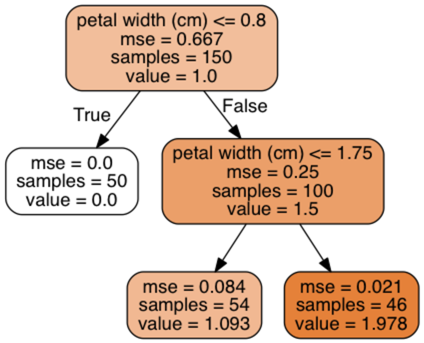 petal width (cm) <= 0.8
mse = 0.667
samples = 150
value = 1.0
True
False
mse = 0.0
samples = 50
value = 0.0
petal width (cm) <= 1.75
mse = 0.25
samples = 100
value = 1.5
mse = 0.084
samples = 54
value = 1.093
mse = 0.021
samples = 46
value = 1.978